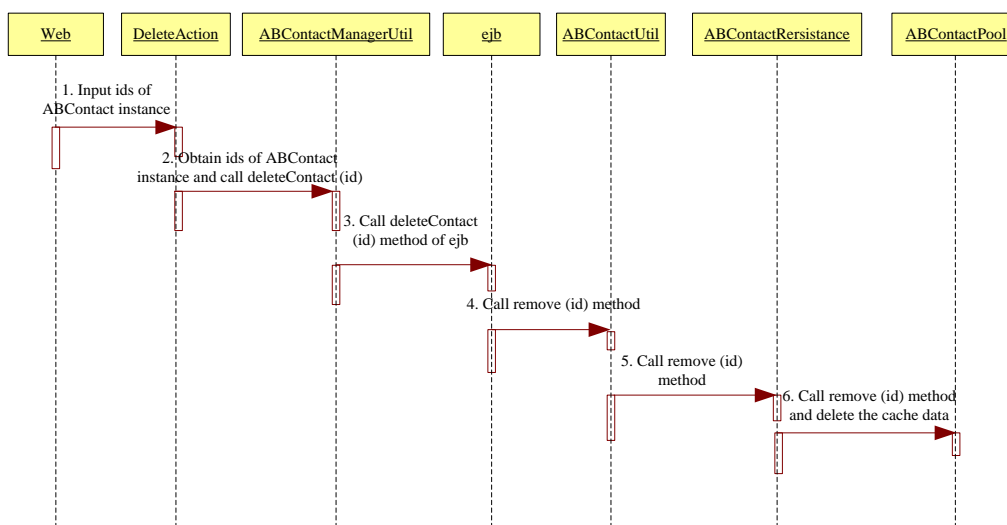 Web
DeleteAction
ABContactManagerUtil
ejb
ABContactUtil
ABContactRersistance
ABContactPool
1. Input ids of
ABContact instance
2. Obtain ids of ABContact
instance and call deleteContact (id)
3. Call deleteContact
(id) method of ejb
4. Call remove (id) method
5. Call remove (id)
method
6. Call remove (id) method
and delete the cache data